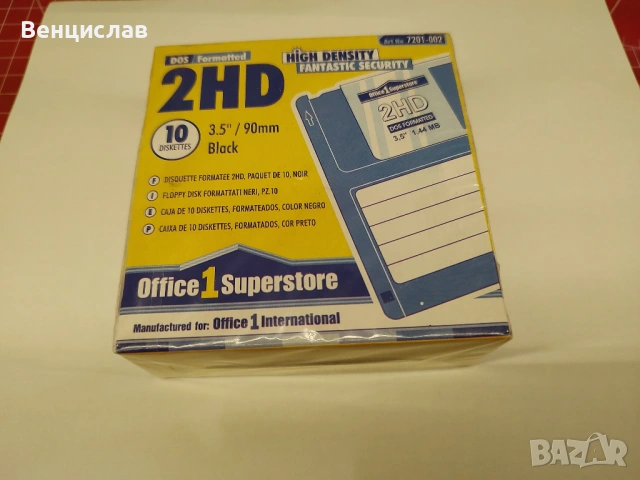 Венцислав
DOS Formatted
2HD
HIGH DENSITY
FANTASTIC SECURITY
Art No. 7201-002
10
DISKETTES
3.5" / 90mm
Black
Office 1 Superstore
2HD
DOS FORMATTED
3.5" 1.44 MB
F DISQUETTE FORMATEE 2HD, PAQUET DE 10, NOIR
I FLOPPY DISK FORMATTATI NERI, PZ.10
E CAJA DE 10 DISKETTES, FORMATEADOS, COLOR NEGRO
P CAIXA DE 10 DISKETTES, FORMATADOS, COR PRETO
Office 1 Superstore
Manufactured for: Office 1 International
BAZAR